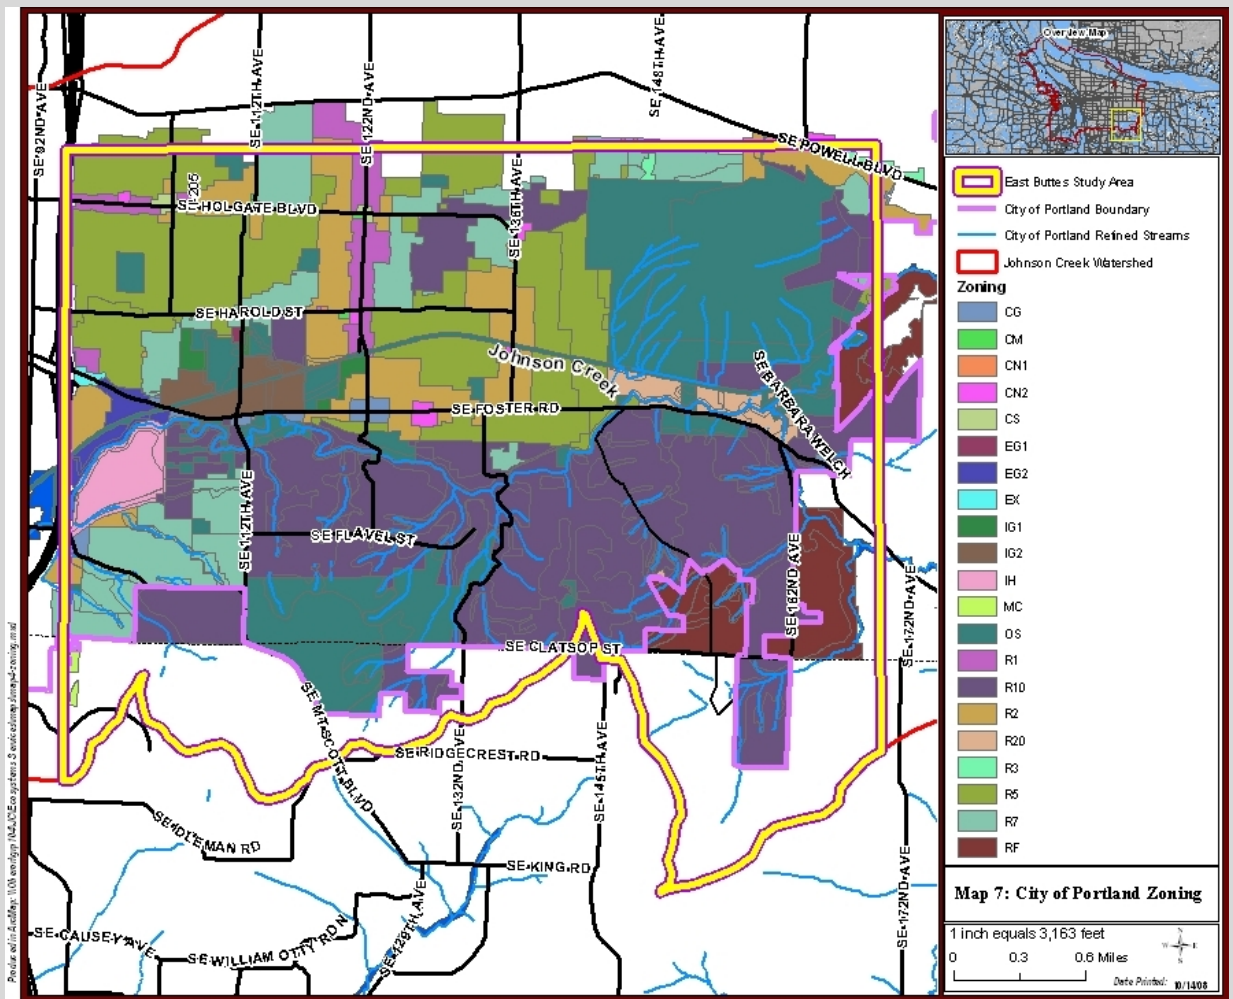 Overview Map
East Buttes Study Area
City of Portland Boundary
City of Portland Refined Streams
Johnson Creek Watershed
Zoning
CG
CM
CN1
CN2
CS
EG1
EG2
EX
IG1
IG2
IH
MC
OS
R1
R10
R2
R20
R3
R5
R7
RF
Map 7: City of Portland Zoning
1 inch equals 3,163 feet
0 0.3 0.6 Miles
N
W E
S
Date Printed: 10/14/08
SE 92ND AVE
SE 112TH AVE
SE 122ND AVE
SE 148TH AVE
SE POWELL BLVD
I-205
SE HOLGATE BLVD
SE 136TH AVE
SE HAROLD ST
Johnson Creek
SE BARBARA WELCH
SE FOSTER RD
SE 112TH AVE
SE FLAVEL ST
SE 162ND AVE
SE 172ND AVE
SE CLATSOP ST
SE MT SCOTT BLVD
SE RIDGECREST RD
SE 132ND AVE
SE 145TH AVE
SE IDLEMAN RD
SE KING RD
SE 129TH AVE
SE 172ND AVE
SE CAUSEY AVE
SE WILLIAM OTTY RD N